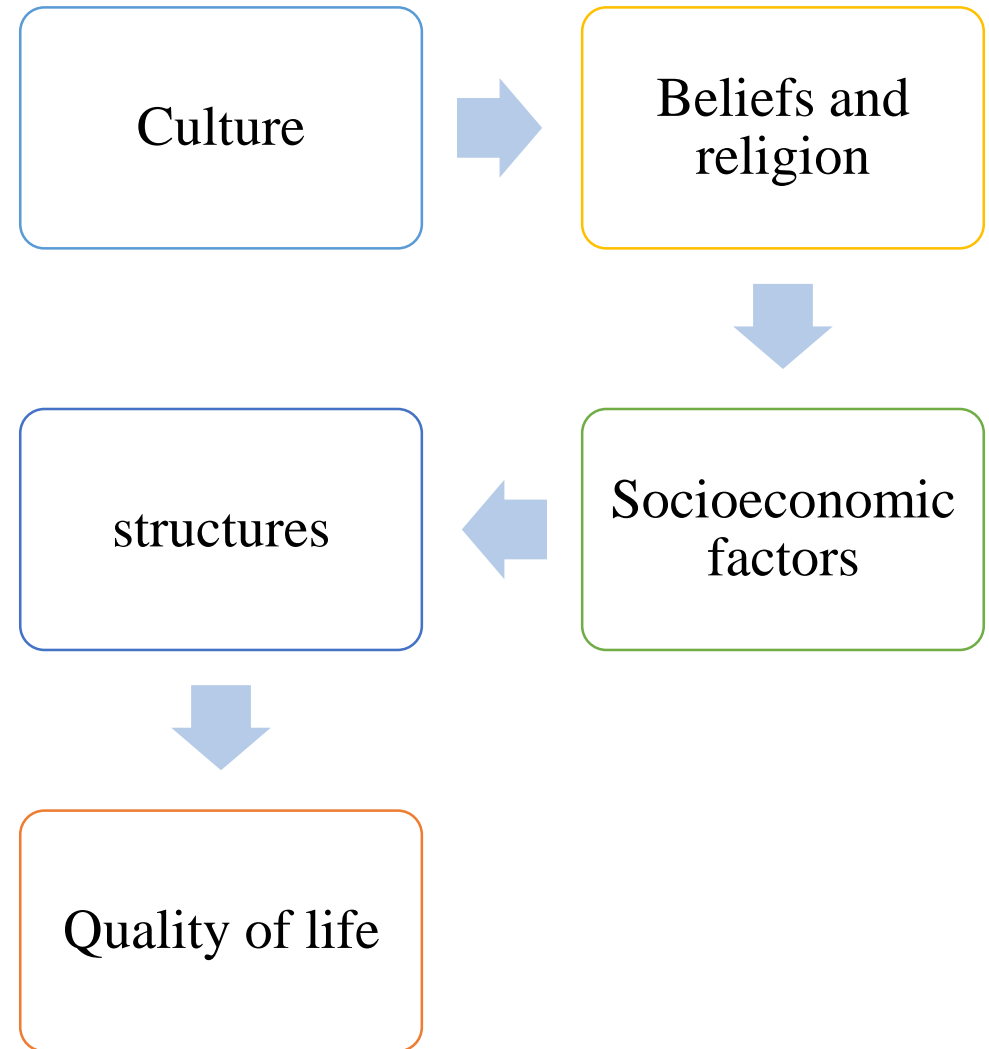 Culture
Beliefs and
religion
Socioeconomic
factors
structures
Quality of life